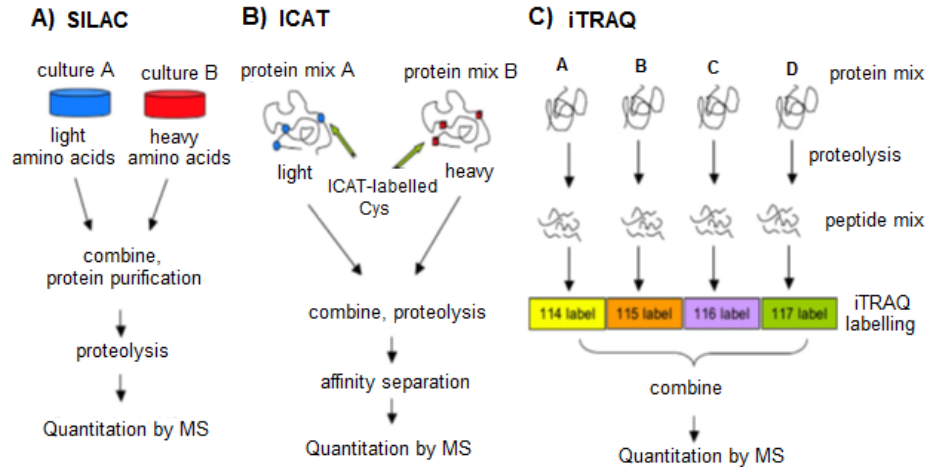 A) SILAC
culture A
culture B
light
amino acids
heavy
amino acids
combine,
protein purification
proteolysis
Quantitation by MS
B) ICAT
protein mix A
protein mix B
light
heavy
ICAT-labelled
Cys
combine, proteolysis
affinity separation
Quantitation by MS
C) iTRAQ
A
B
C
D
protein mix
proteolysis
peptide mix
114 label
115 label
116 label
117 label
iTRAQ
labelling
combine
Quantitation by MS